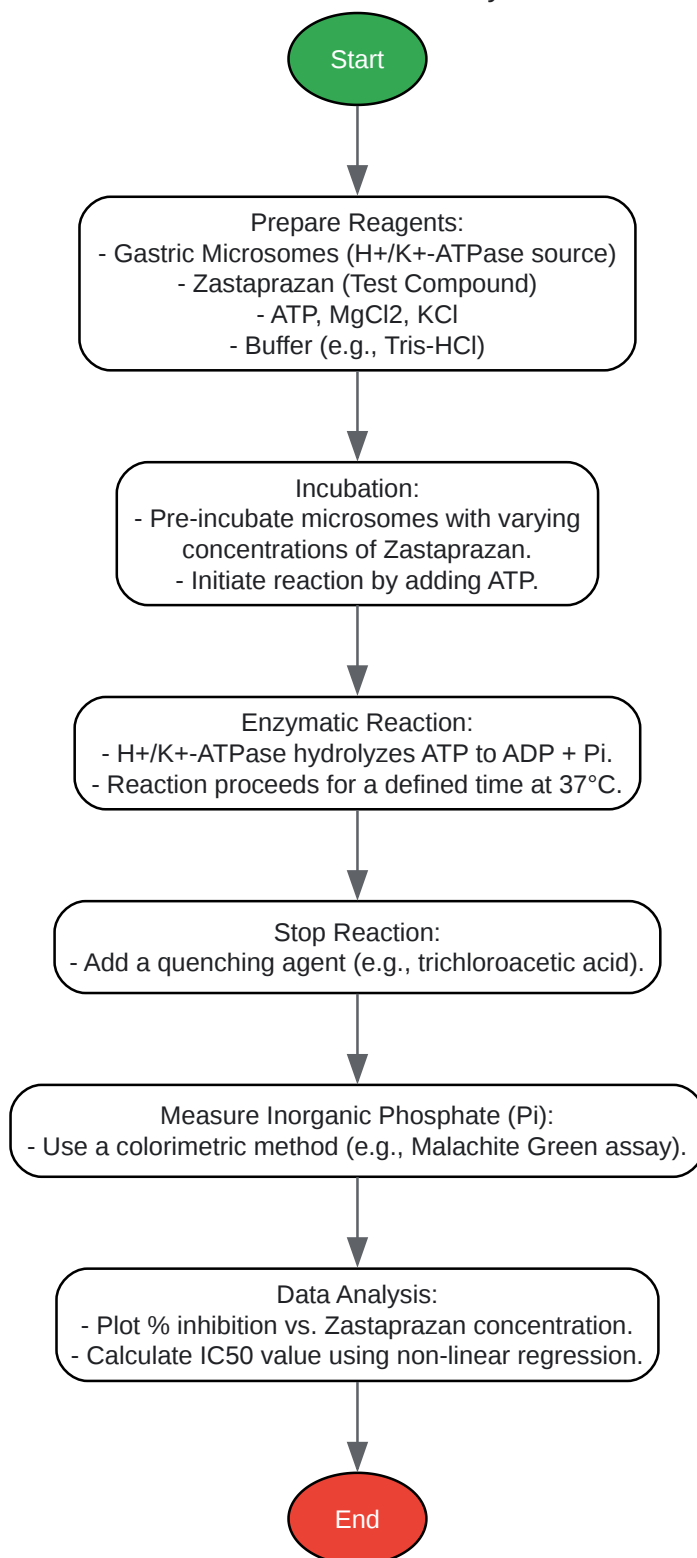 Start
Prepare Reagents:
- Gastric Microsomes (H+/K+-ATPase source)
- Zastaprazan (Test Compound)
- ATP, MgCl2, KCl
- Buffer (e.g., Tris-HCl)
Incubation:
- Pre-incubate microsomes with varying
concentrations of Zastaprazan.
- Initiate reaction by adding ATP.
Enzymatic Reaction:
- H+/K+-ATPase hydrolyzes ATP to ADP + Pi.
- Reaction proceeds for a defined time at 37°C.
Stop Reaction:
- Add a quenching agent (e.g., trichloroacetic acid).
Measure Inorganic Phosphate (Pi):
- Use a colorimetric method (e.g., Malachite Green assay).
Data Analysis:
- Plot % inhibition vs. Zastaprazan concentration.
- Calculate IC50 value using non-linear regression.
End